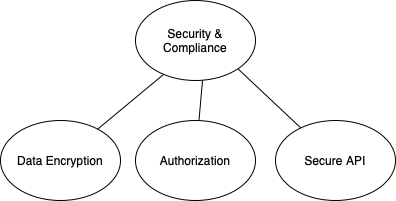 Security &
Compliance
Data Encryption
Authorization
Secure API